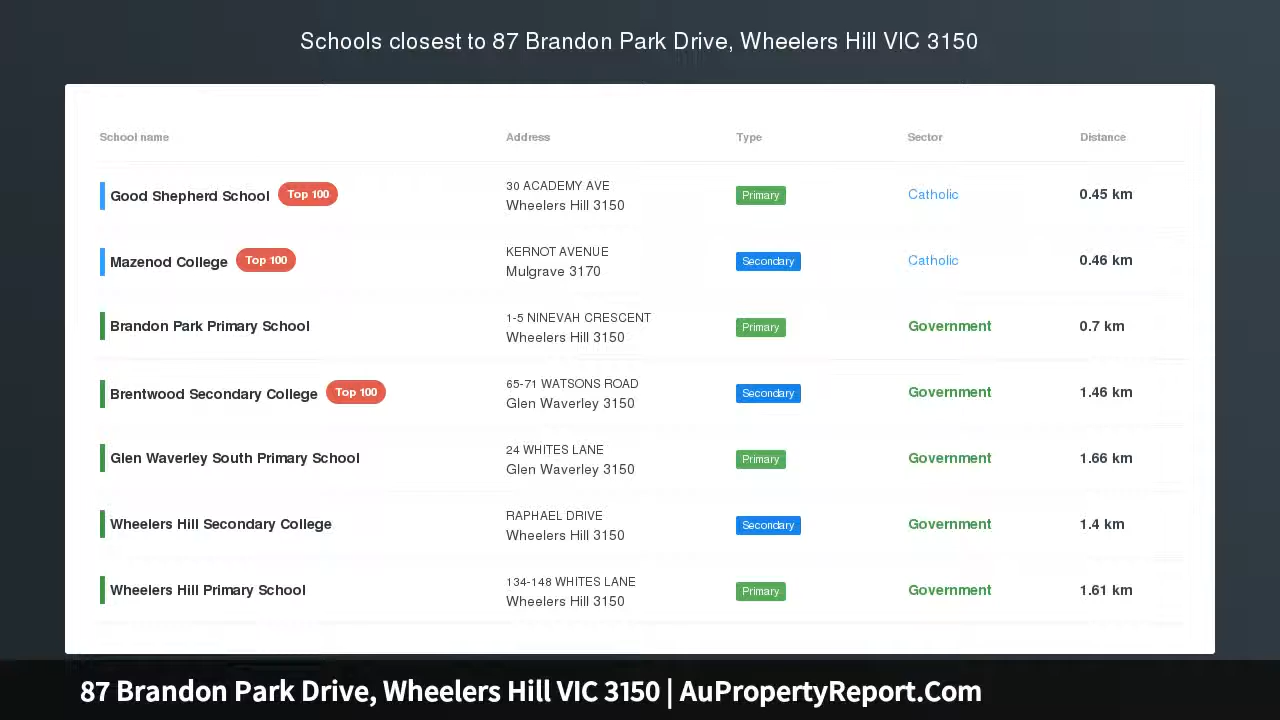 Schools closest to 87 Brandon Park Drive, Wheelers Hill VIC 3150
School name Address Type Sector Distance
Good Shepherd School Top 100 30 ACADEMY AVE Wheelers Hill 3150 Primary Catholic 0.45 km
Mazenod College Top 100 KERNOT AVENUE Mulgrave 3170 Secondary Catholic 0.46 km
Brandon Park Primary School 1-5 NINEVAH CRESCENT Wheelers Hill 3150 Primary Government 0.7 km
Brentwood Secondary College Top 100 65-71 WATSONS ROAD Glen Waverley 3150 Secondary Government 1.46 km
Glen Waverley South Primary School 24 WHITES LANE Glen Waverley 3150 Primary Government 1.66 km
Wheelers Hill Secondary College RAPHAEL DRIVE Wheelers Hill 3150 Secondary Government 1.4 km
Wheelers Hill Primary School 134-148 WHITES LANE Wheelers Hill 3150 Primary Government 1.61 km
87 Brandon Park Drive, Wheelers Hill VIC 3150 | AuPropertyReport.Com